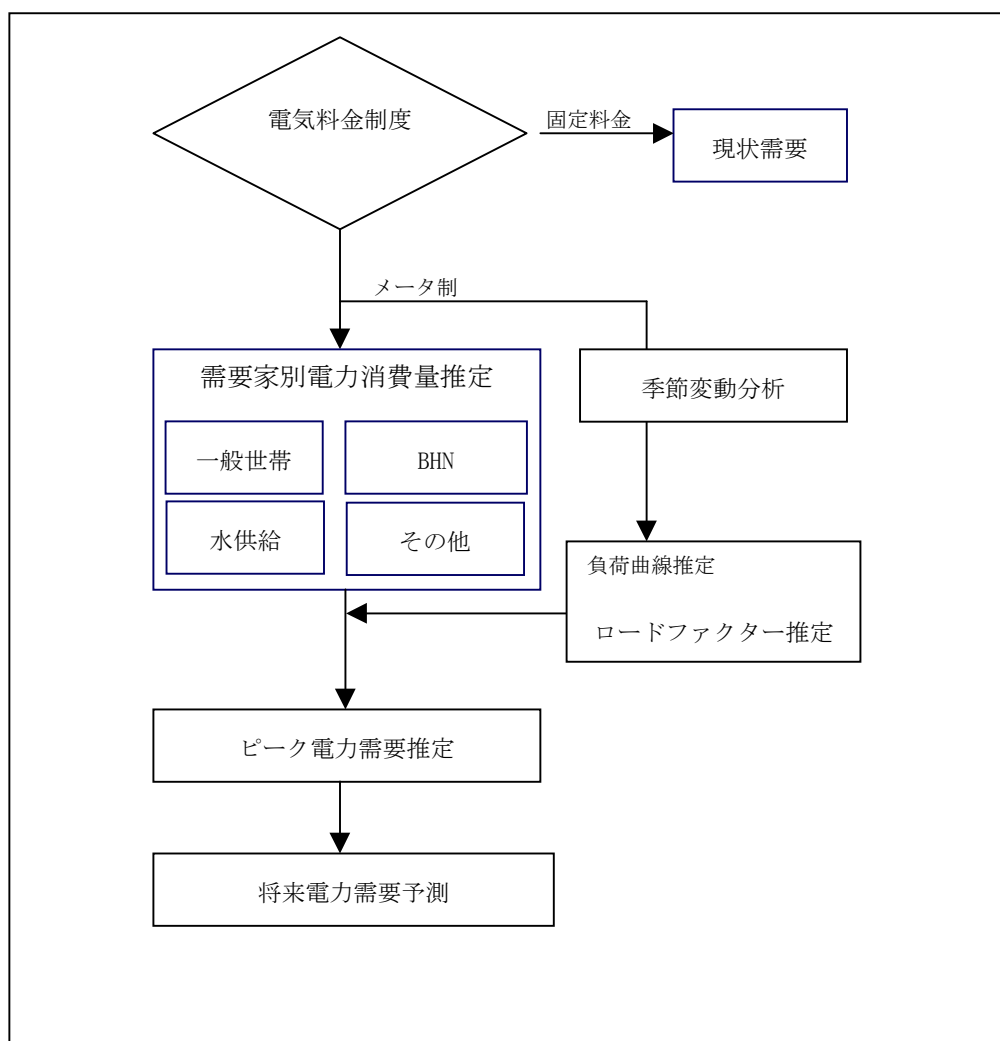 電気料金制度
固定料金
現状需要
メータ制
需要家別電力消費量推定
季節変動分析
一般世帯
BHN
水供給
その他
負荷曲線推定
ロードファクター推定
ピーク電力需要推定
将来電力需要予測